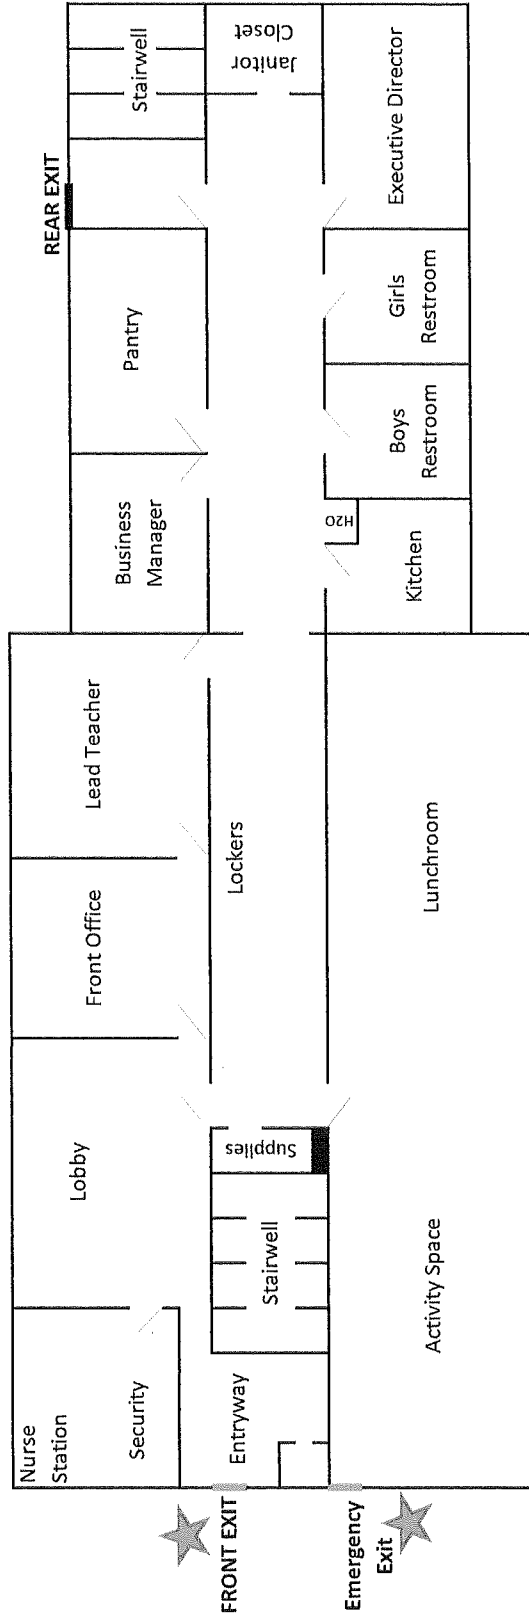 REAR EXIT
Stairwell
Janitor
Closet
Pantry
Executive Director
Business
Manager
Girls
Restroom
Boys
Restroom
H2O
Kitchen
Lead Teacher
Front Office
Lockers
Lunchroom
Lobby
Supplies
Stairwell
Activity Space
Nurse
Station
Security
Entryway
FRONT EXIT
Emergency
Exit